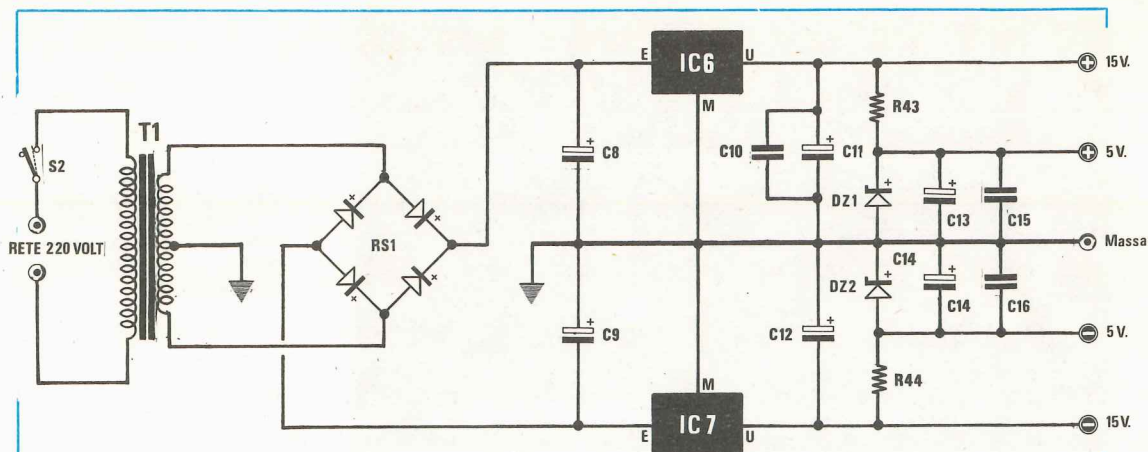 E
IC6
U
15V.
M
R43
T1
S2
C8
C10
C11
5V.
DZ1
C13
C15
RETE 220 VOLT
RS1
Massa
C14
DZ2
C14
C16
C9
C12
5V.
R44
M
E
IC7
U
15V.